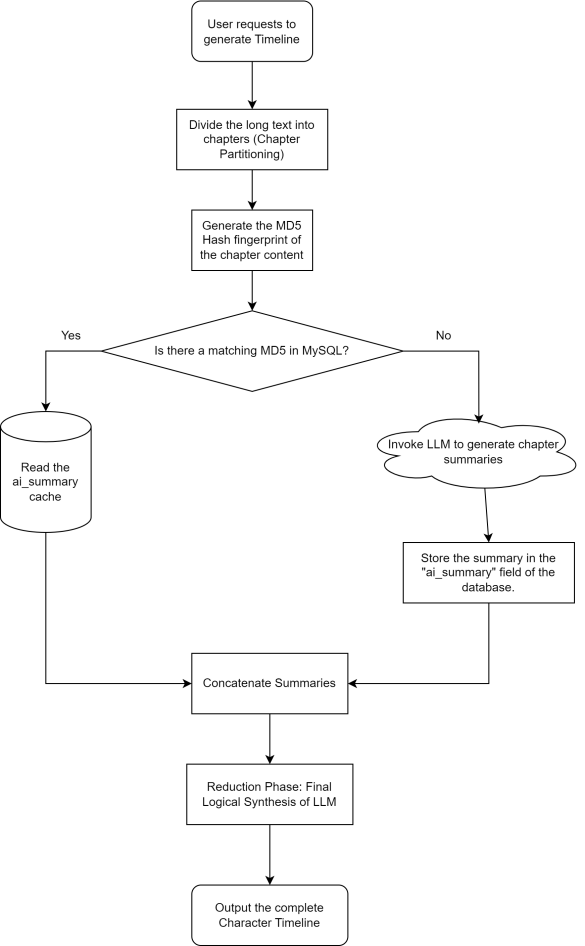 User requests to
generate Timeline
Divide the long text into
chapters (Chapter
Partitioning)
Generate the MD5
Hash fingerprint of
the chapter content
Is there a matching MD5 in MySQL?
Yes
No
Read the
ai_summary
cache
Invoke LLM to generate chapter
summaries
Store the summary in the
"ai_summary" field of the
database.
Concatenate Summaries
Reduction Phase: Final
Logical Synthesis of LLM
Output the complete
Character Timeline